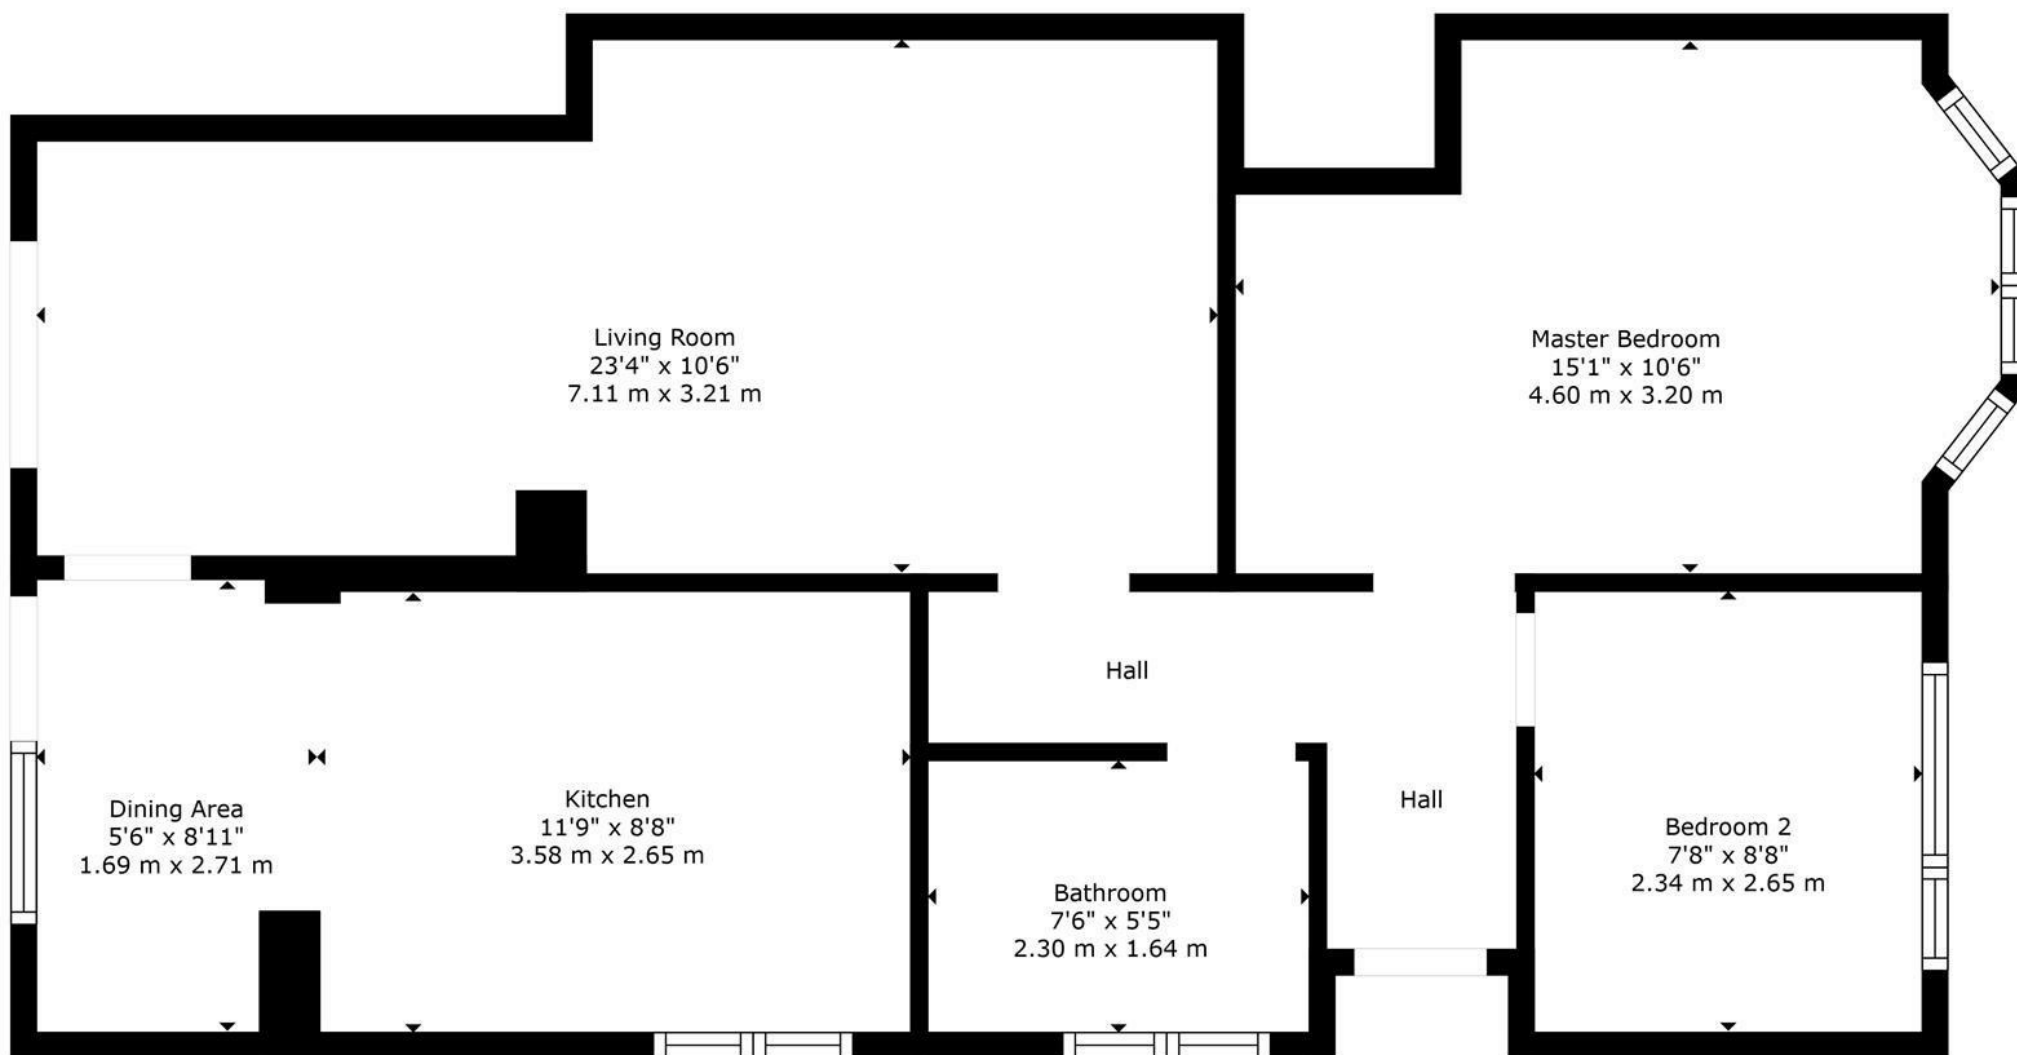 Living Room
23'4" x 10'6"
7.11 m x 3.21 m
Master Bedroom
15'1" x 10'6"
4.60 m x 3.20 m
Hall
Dining Area
5'6" x 8'11"
1.69 m x 2.71 m
Kitchen
11'9" x 8'8"
3.58 m x 2.65 m
Hall
Bathroom
7'6" x 5'5"
2.30 m x 1.64 m
Bedroom 2
7'8" x 8'8"
2.34 m x 2.65 m